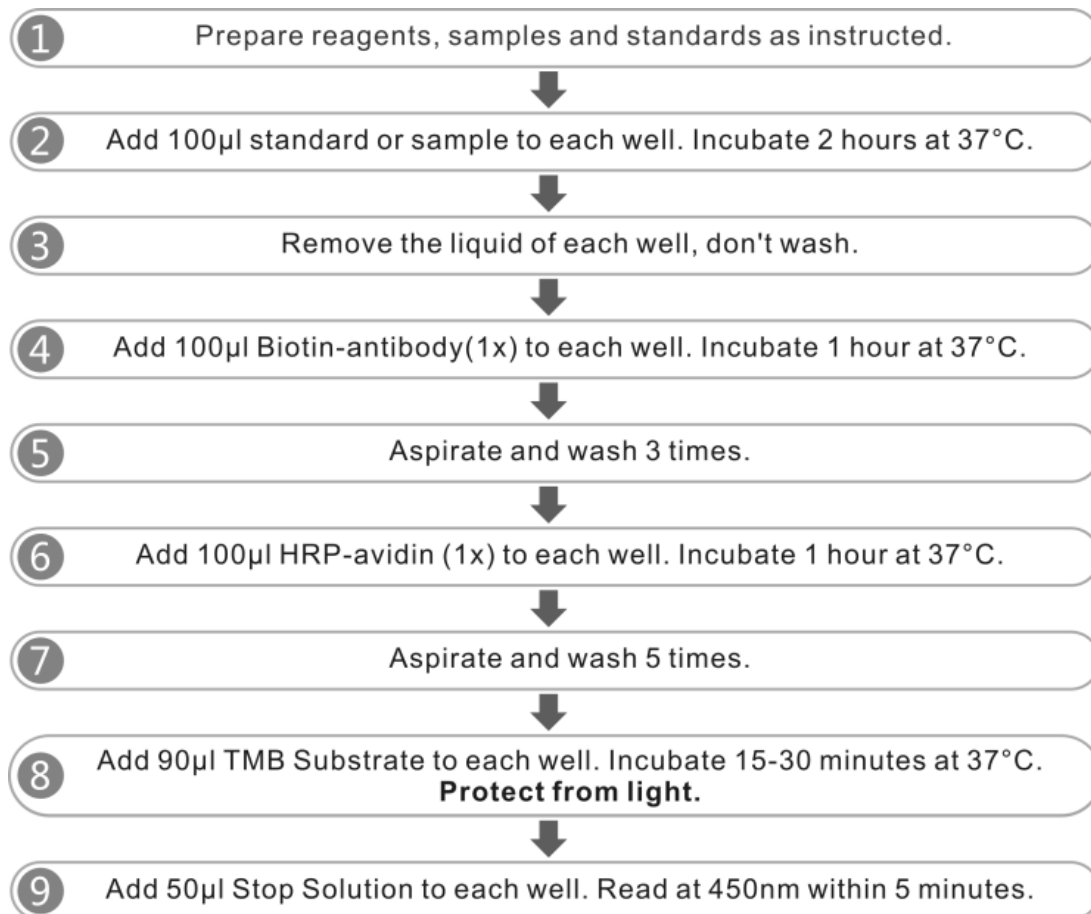 1 Prepare reagents, samples and standards as instructed.
2 Add 100µl standard or sample to each well. Incubate 2 hours at 37°C.
3 Remove the liquid of each well, don't wash.
4 Add 100µl Biotin-antibody(1x) to each well. Incubate 1 hour at 37°C.
5 Aspirate and wash 3 times.
6 Add 100µl HRP-avidin (1x) to each well. Incubate 1 hour at 37°C.
7 Aspirate and wash 5 times.
8 Add 90µl TMB Substrate to each well. Incubate 15-30 minutes at 37°C.
Protect from light.
9 Add 50µl Stop Solution to each well. Read at 450nm within 5 minutes.